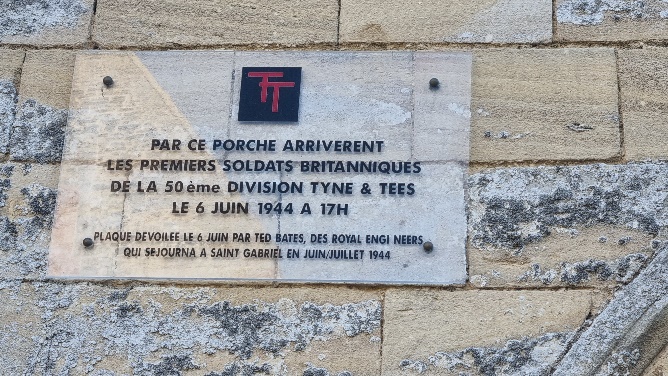 TT
PAR CE PORCHE ARRIVERENT
LES PREMIERS SOLDATS BRITANNIQUES
DE LA 50ème DIVISION TYNE & TEES
LE 6 JUIN 1944 A 17H
PLAQUE DEVOILEE LE 6 JUIN PAR TED BATES, DES ROYAL ENGI NEERS
QUI SEJOURNA A SAINT GABRIEL EN JUIN/JUILLET 1944